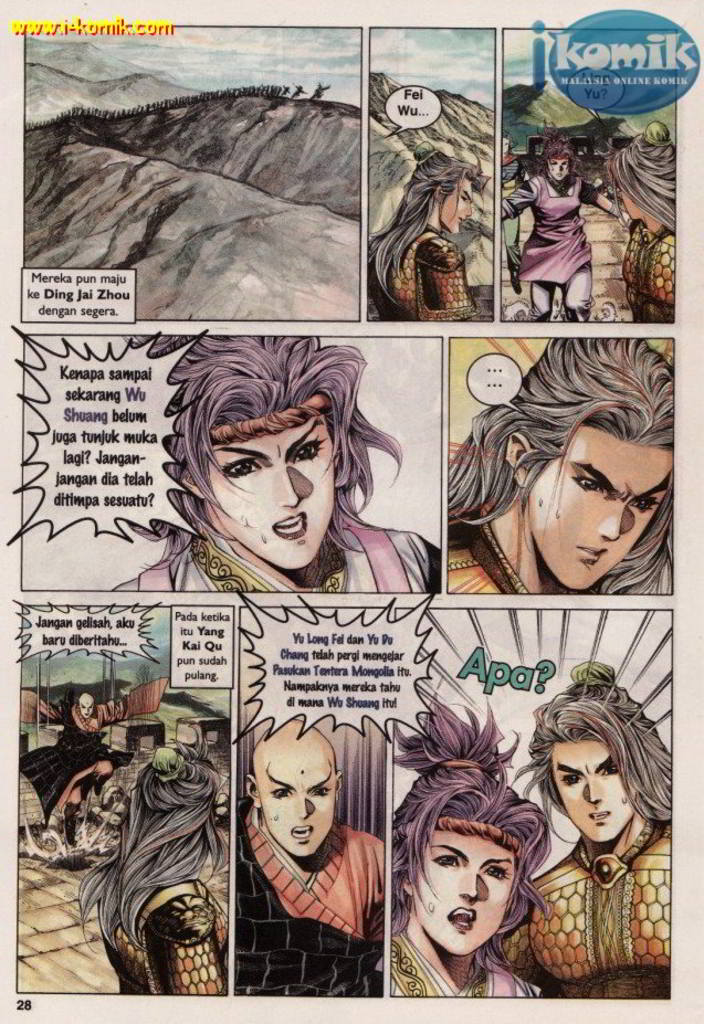 www.i-komik.com
ikomik
MALAYSIA ONLINE KOMIK
Mereka pun maju
ke Ding Jai Zhou
dengan segera.
Fei
Wu...
Yu?
Kenapa sampai
sekarang Wu
Shuang belum
juga tunjuk muka
lagi? Jangan-
jangan dia telah
ditimpa sesuatu?
...
...
Jangan gelisah, aku
baru diberitahu...
Pada ketika
itu Yang
Kai Qu
pun sudah
pulang.
Yu Long Fei dan Yu Du
Chang telah pergi mengejar
Pasukan Tentera Mongolia itu.
Nampaknya mereka tahu
di mana Wu Shuang itu!
Apa?
28